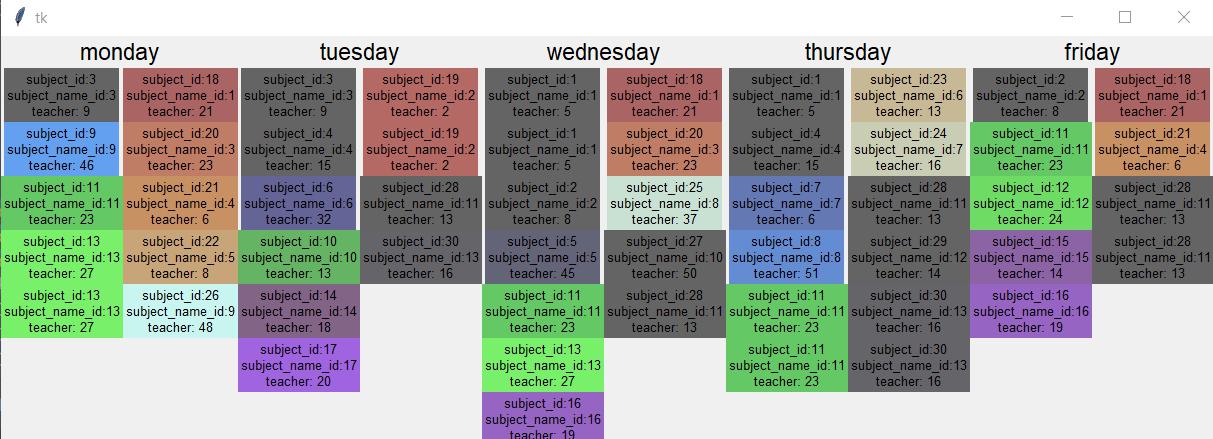 tk
monday
tuesday
wednesday
thursday
friday
subject_id:3
subject_name_id:3
teacher: 9
subject_id:18
subject_name_id:1
teacher: 21
subject_id:3
subject_name_id:3
teacher: 9
subject_id:19
subject_name_id:2
teacher: 2
subject_id:1
subject_name_id:1
teacher: 5
subject_id:18
subject_name_id:1
teacher: 21
subject_id:1
subject_name_id:1
teacher: 5
subject_id:23
subject_name_id:6
teacher: 13
subject_id:2
subject_name_id:2
teacher: 8
subject_id:18
subject_name_id:1
teacher: 21
subject_id:9
subject_name_id:9
teacher: 46
subject_id:20
subject_name_id:3
teacher: 23
subject_id:4
subject_name_id:4
teacher: 15
subject_id:19
subject_name_id:2
teacher: 2
subject_id:1
subject_name_id:1
teacher: 5
subject_id:20
subject_name_id:3
teacher: 23
subject_id:4
subject_name_id:4
teacher: 15
subject_id:24
subject_name_id:7
teacher: 16
subject_id:11
subject_name_id:11
teacher: 23
subject_id:21
subject_name_id:4
teacher: 6
subject_id:11
subject_name_id:11
teacher: 23
subject_id:21
subject_name_id:4
teacher: 6
subject_id:6
subject_name_id:6
teacher: 32
subject_id:28
subject_name_id:11
teacher: 13
subject_id:2
subject_name_id:2
teacher: 8
subject_id:25
subject_name_id:8
teacher: 37
subject_id:7
subject_name_id:7
teacher: 6
subject_id:28
subject_name_id:11
teacher: 13
subject_id:12
subject_name_id:12
teacher: 24
subject_id:28
subject_name_id:11
teacher: 13
subject_id:13
subject_name_id:13
teacher: 27
subject_id:22
subject_name_id:5
teacher: 8
subject_id:10
subject_name_id:10
teacher: 13
subject_id:30
subject_name_id:13
teacher: 16
subject_id:5
subject_name_id:5
teacher: 45
subject_id:27
subject_name_id:10
teacher: 50
subject_id:8
subject_name_id:8
teacher: 51
subject_id:29
subject_name_id:12
teacher: 14
subject_id:15
subject_name_id:15
teacher: 14
subject_id:28
subject_name_id:11
teacher: 13
subject_id:13
subject_name_id:13
teacher: 27
subject_id:26
subject_name_id:9
teacher: 48
subject_id:14
subject_name_id:14
teacher: 18
subject_id:11
subject_name_id:11
teacher: 23
subject_id:28
subject_name_id:11
teacher: 13
subject_id:11
subject_name_id:11
teacher: 23
subject_id:30
subject_name_id:13
teacher: 16
subject_id:16
subject_name_id:16
teacher: 19
subject_id:17
subject_name_id:17
teacher: 20
subject_id:13
subject_name_id:13
teacher: 27
subject_id:11
subject_name_id:11
teacher: 23
subject_id:30
subject_name_id:13
teacher: 16
subject_id:16
subject_name_id:16
teacher: 19